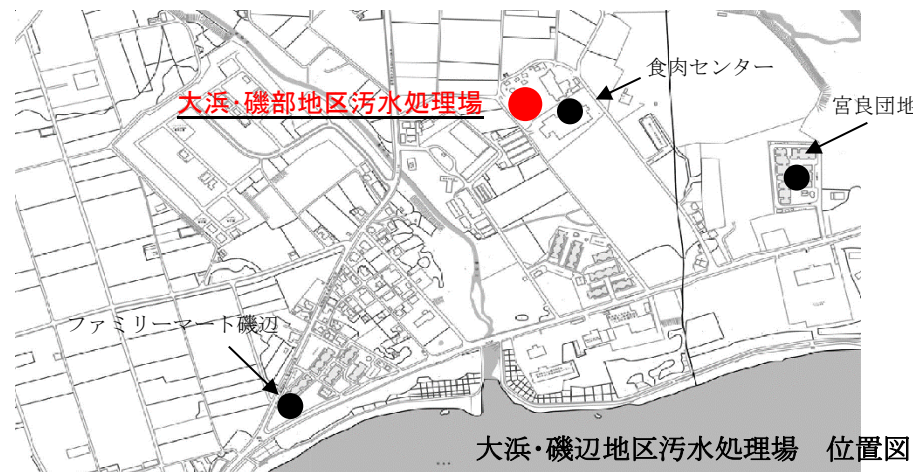 食肉センター
大浜・磯部地区汚水処理場
宮良団地
ファミリーマート磯辺
大浜・磯辺地区汚水処理場　位置図